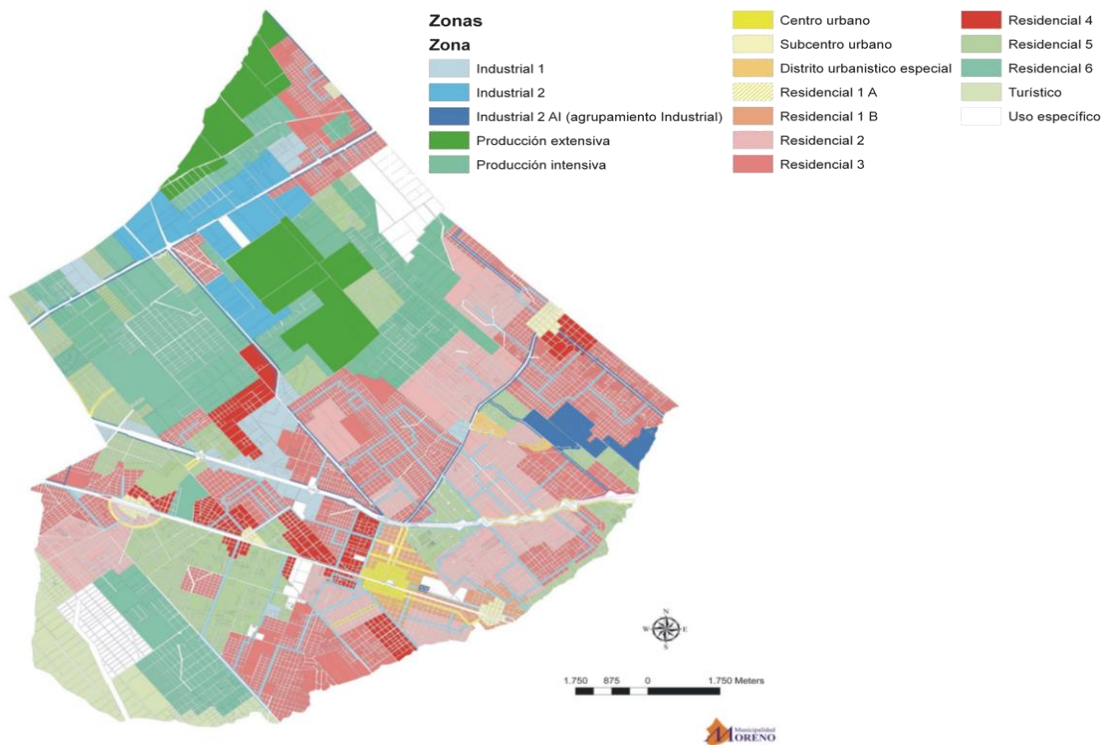 Zonas
Zona
Industrial 1
Industrial 2
Industrial 2 AI (agrupamiento Industrial)
Producción extensiva
Producción intensiva
Centro urbano
Subcentro urbano
Distrito urbanistico especial
Residencial 1 A
Residencial 1 B
Residencial 2
Residencial 3
Residencial 4
Residencial 5
Residencial 6
Turístico
Uso específico
N
W E
S
1.750 875 0 1.750 Meters
Municipalidad
MORENO